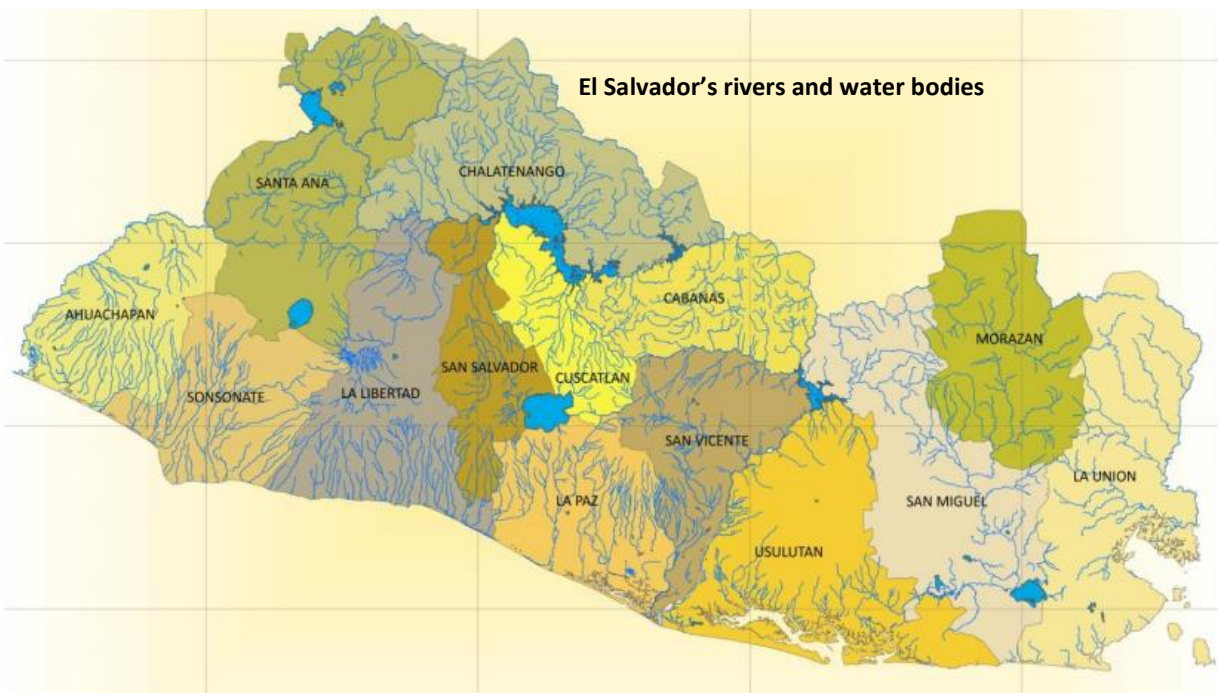 El Salvador’s rivers and water bodies
CHALATENANGO
SANTA ANA
CABANAS
AHUACHAPAN
MORAZAN
SAN SALVADOR
CUSCATLAN
SONSONATE
LA LIBERTAD
SAN VICENTE
LA UNION
LA PAZ
SAN MIGUEL
USULUTAN